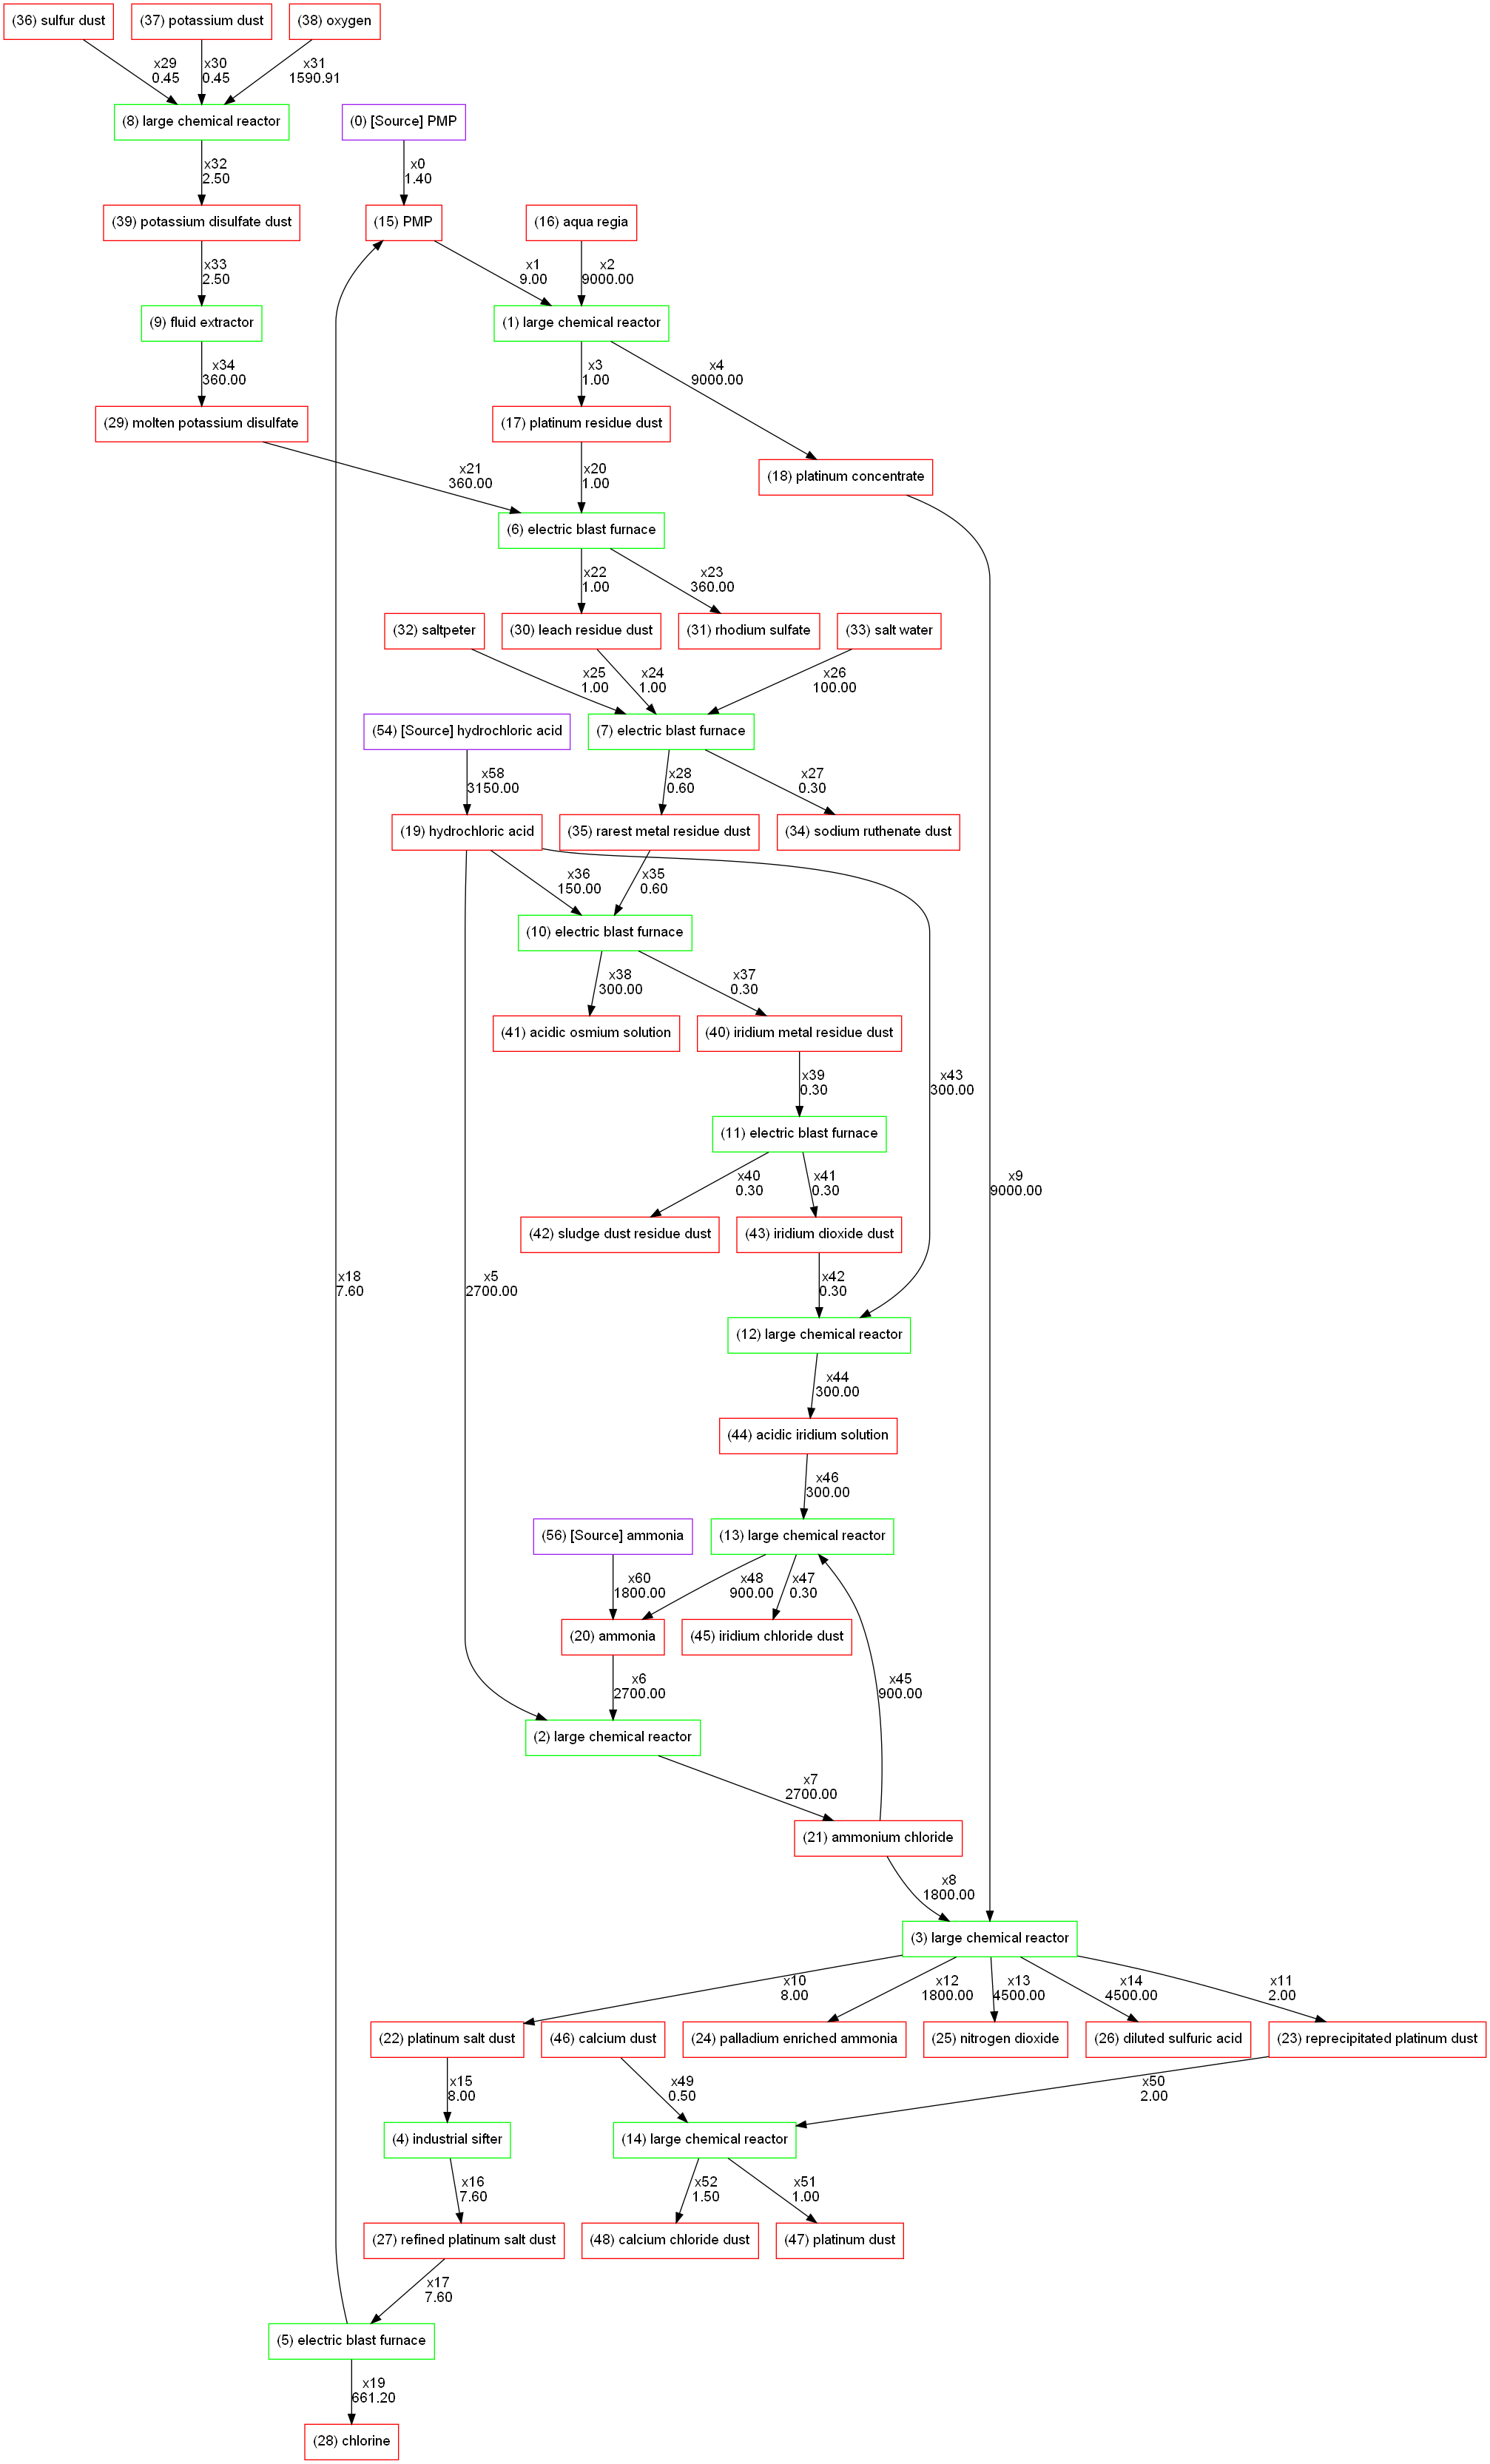 (36) sulfur dust
(37) potassium dust
(38) oxygen
x29
0.45
x30
0.45
x31
1590.91
(8) large chemical reactor
(0) [Source] PMP
x32
2.50
x0
1.40
(39) potassium disulfate dust
(15) PMP
(16) aqua regia
x33
2.50
x1
9.00
x2
9000.00
(9) fluid extractor
(1) large chemical reactor
x34
360.00
x3
1.00
x4
9000.00
(29) molten potassium disulfate
(17) platinum residue dust
x21
360.00
x20
1.00
(18) platinum concentrate
(6) electric blast furnace
x22
1.00
x23
360.00
(32) saltpeter
(30) leach residue dust
(31) rhodium sulfate
(33) salt water
x25
1.00
x24
1.00
x26
100.00
(54) [Source] hydrochloric acid
(7) electric blast furnace
x58
3150.00
x28
0.60
x27
0.30
(19) hydrochloric acid
(35) rarest metal residue dust
(34) sodium ruthenate dust
x36
150.00
x35
0.60
(10) electric blast furnace
x38
300.00
x37
0.30
(41) acidic osmium solution
(40) iridium metal residue dust
x39
0.30
x43
300.00
(11) electric blast furnace
x40
0.30
x41
0.30
x9
9000.00
(42) sludge dust residue dust
(43) iridium dioxide dust
x18
7.60
x5
2700.00
x42
0.30
(12) large chemical reactor
x44
300.00
(44) acidic iridium solution
x46
300.00
(56) [Source] ammonia
(13) large chemical reactor
x60
1800.00
x48
900.00
x47
0.30
(20) ammonia
(45) iridium chloride dust
x6
2700.00
x45
900.00
(2) large chemical reactor
x7
2700.00
(21) ammonium chloride
x8
1800.00
(3) large chemical reactor
x10
8.00
x12
1800.00
x13
4500.00
x14
4500.00
x11
2.00
(22) platinum salt dust
(46) calcium dust
(24) palladium enriched ammonia
(25) nitrogen dioxide
(26) diluted sulfuric acid
(23) reprecipitated platinum dust
x15
8.00
x49
0.50
x50
2.00
(4) industrial sifter
(14) large chemical reactor
x16
7.60
x52
1.50
x51
1.00
(27) refined platinum salt dust
(48) calcium chloride dust
(47) platinum dust
x17
7.60
(5) electric blast furnace
x19
661.20
(28) chlorine